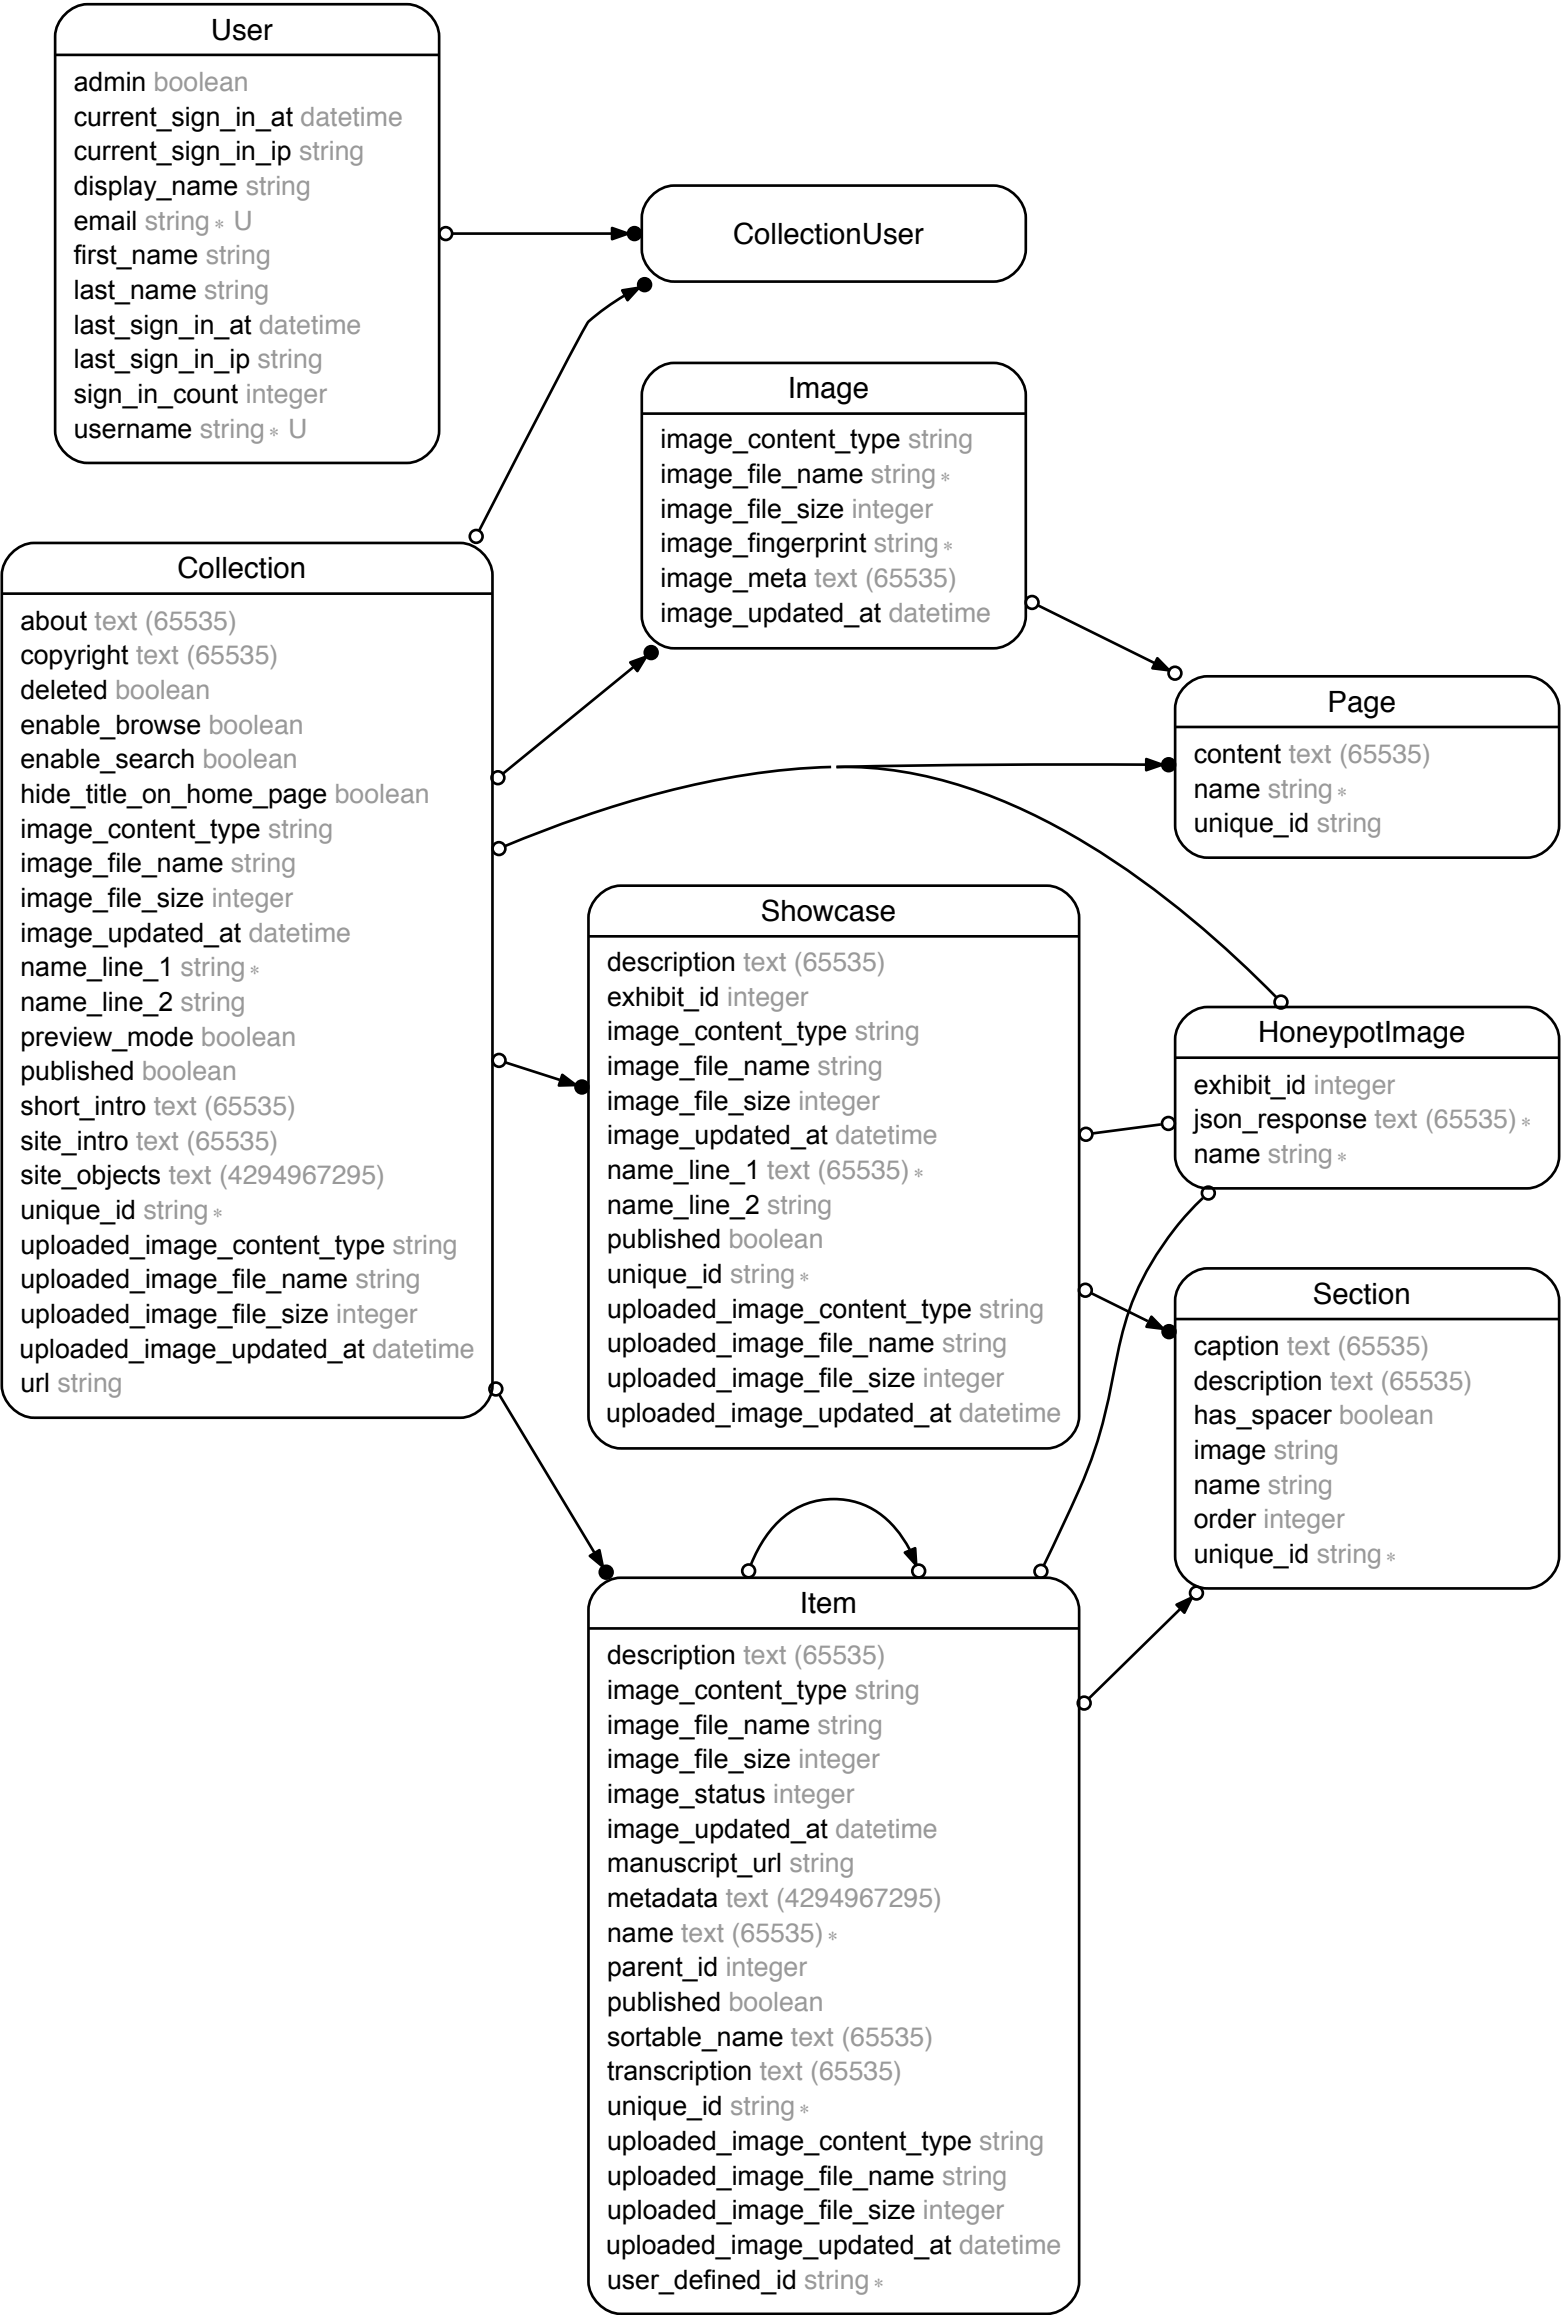 User
admin boolean
current_sign_in_at datetime
current_sign_in_ip string
display_name string
email string* U
first_name string
last_name string
last_sign_in_at datetime
last_sign_in_ip string
sign_in_count integer
username string* U
CollectionUser
Image
image_content_type string
image_file_name string*
image_file_size integer
image_fingerprint string*
image_meta text (65535)
image_updated_at datetime
Collection
about text (65535)
copyright text (65535)
deleted boolean
enable_browse boolean
enable_search boolean
hide_title_on_home_page boolean
image_content_type string
image_file_name string
image_file_size integer
image_updated_at datetime
name_line_1 string*
name_line_2 string
preview_mode boolean
published boolean
short_intro text (65535)
site_intro text (65535)
site_objects text (4294967295)
unique_id string*
uploaded_image_content_type string
uploaded_image_file_name string
uploaded_image_file_size integer
uploaded_image_updated_at datetime
url string
Page
content text (65535)
name string*
unique_id string
Showcase
description text (65535)
exhibit_id integer
image_content_type string
image_file_name string
image_file_size integer
image_updated_at datetime
name_line_1 text (65535)*
name_line_2 string
published boolean
unique_id string*
uploaded_image_content_type string
uploaded_image_file_name string
uploaded_image_file_size integer
uploaded_image_updated_at datetime
HoneypotImage
exhibit_id integer
json_response text (65535)*
name string*
Section
caption text (65535)
description text (65535)
has_spacer boolean
image string
name string
order integer
unique_id string*
Item
description text (65535)
image_content_type string
image_file_name string
image_file_size integer
image_status integer
image_updated_at datetime
manuscript_url string
metadata text (4294967295)
name text (65535)*
parent_id integer
published boolean
sortable_name text (65535)
transcription text (65535)
unique_id string*
uploaded_image_content_type string
uploaded_image_file_name string
uploaded_image_file_size integer
uploaded_image_updated_at datetime
user_defined_id string*